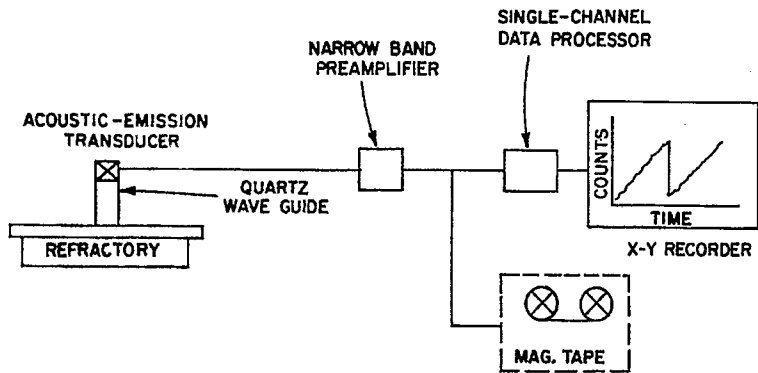 SINGLE-CHANNEL
DATA PROCESSOR
NARROW BAND
PREAMPLIFIER
ACOUSTIC-EMISSION
TRANSDUCER
QUARTZ
WAVE GUIDE
REFRACTORY
COUNTS
TIME
X-Y RECORDER
MAG. TAPE